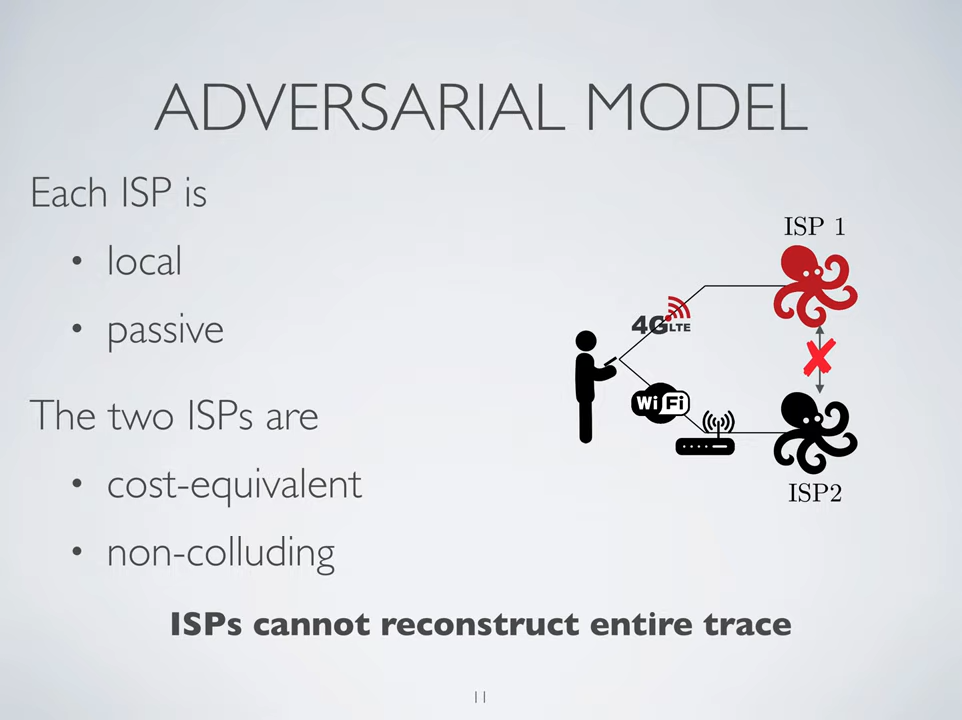 ADVERSARIAL MODEL
Each ISP is
• local
• passive
The two ISPs are
• cost-equivalent
• non-colluding
ISP 1
4G LTE
Wi Fi
ISP2
ISPs cannot reconstruct entire trace
11